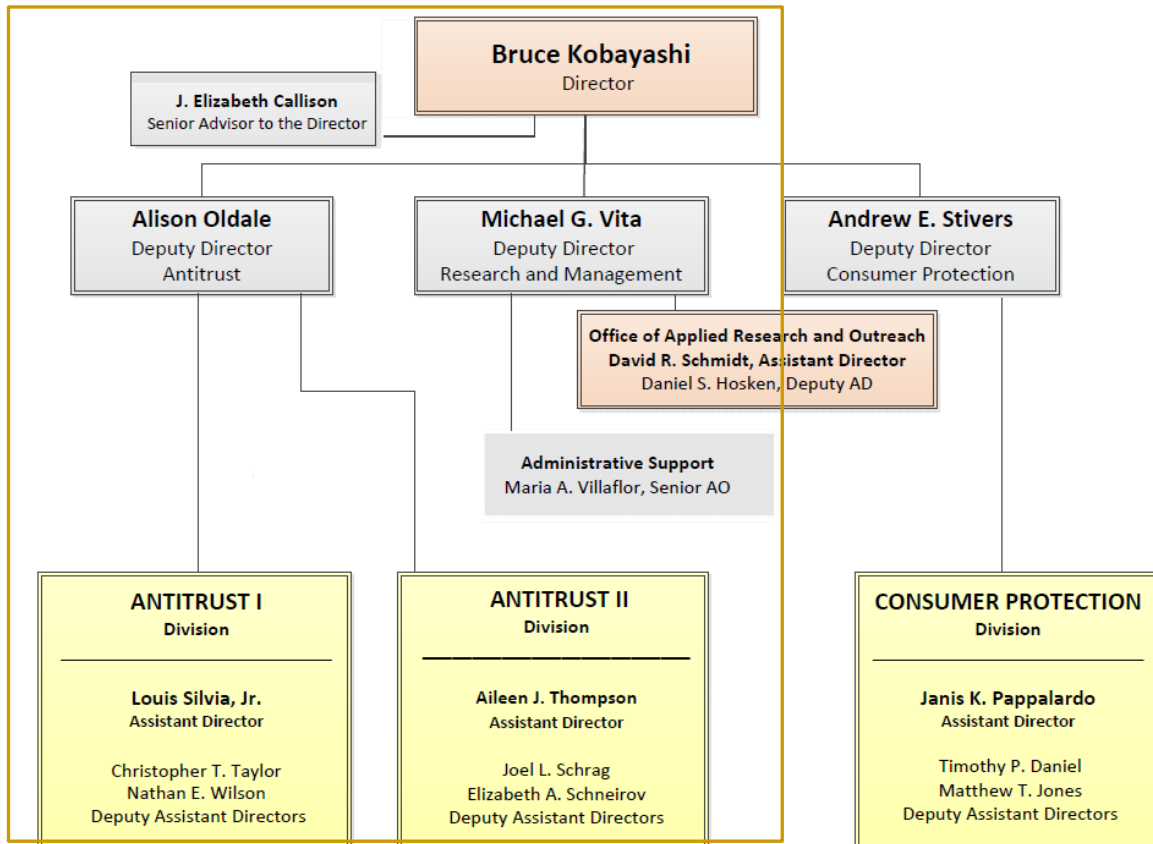 Bruce Kobayashi
Director
J. Elizabeth Callison
Senior Advisor to the Director
Alison Oldale
Deputy Director
Antitrust
Michael G. Vita
Deputy Director
Research and Management
Andrew E. Stivers
Deputy Director
Consumer Protection
Office of Applied Research and Outreach
David R. Schmidt, Assistant Director
Daniel S. Hosken, Deputy AD
Administrative Support
Maria A. Villaflor, Senior AO
ANTITRUST I
Division
Louis Silvia, Jr.
Assistant Director
Christopher T. Taylor
Nathan E. Wilson
Deputy Assistant Directors
ANTITRUST II
Division
Aileen J. Thompson
Assistant Director
Joel L. Schrag
Elizabeth A. Schneirov
Deputy Assistant Directors
CONSUMER PROTECTION
Division
Janis K. Pappalardo
Assistant Director
Timothy P. Daniel
Matthew T. Jones
Deputy Assistant Directors